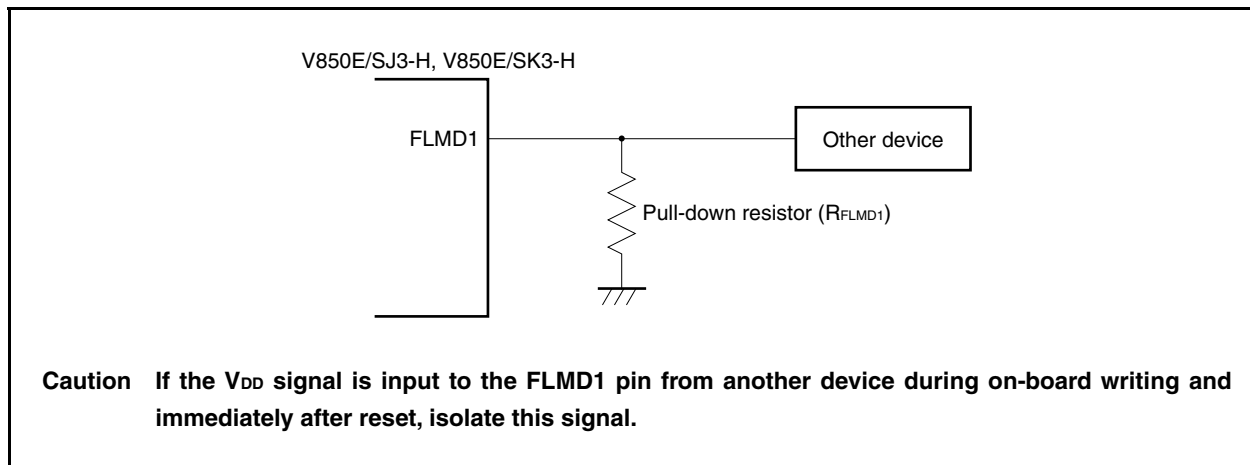 V850E/SJ3-H, V850E/SK3-H
FLMD1
Other device
Pull-down resistor (RFLMD1)
Caution If the VDD signal is input to the FLMD1 pin from another device during on-board writing and
immediately after reset, isolate this signal.